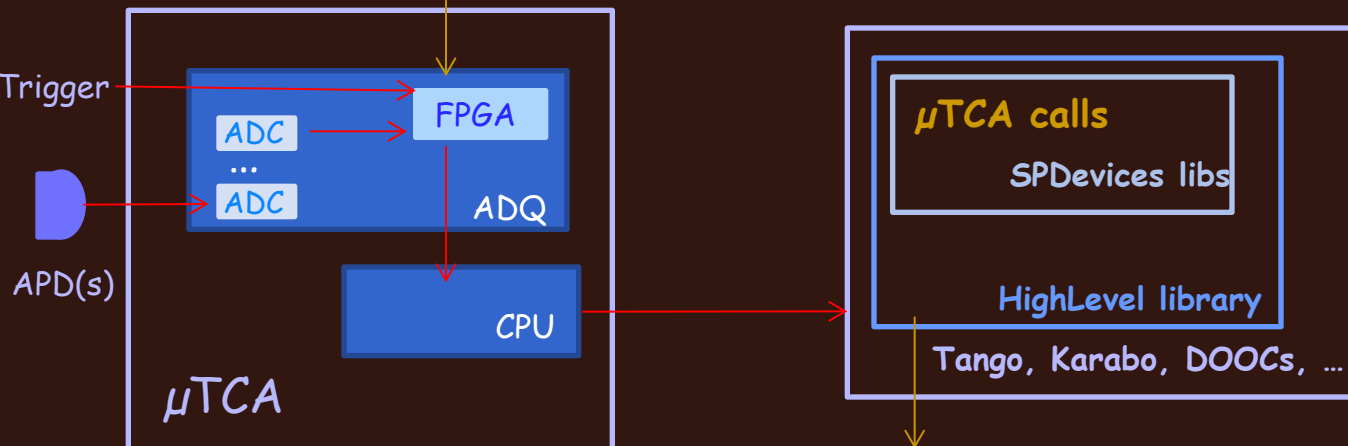 Trigger
FPGA
ADC
...
ADC
ADQ
APD(s)
CPU
µTCA
µTCA calls
SPDevices libs
HighLevel library
Tango, Karabo, DOOCs, ...